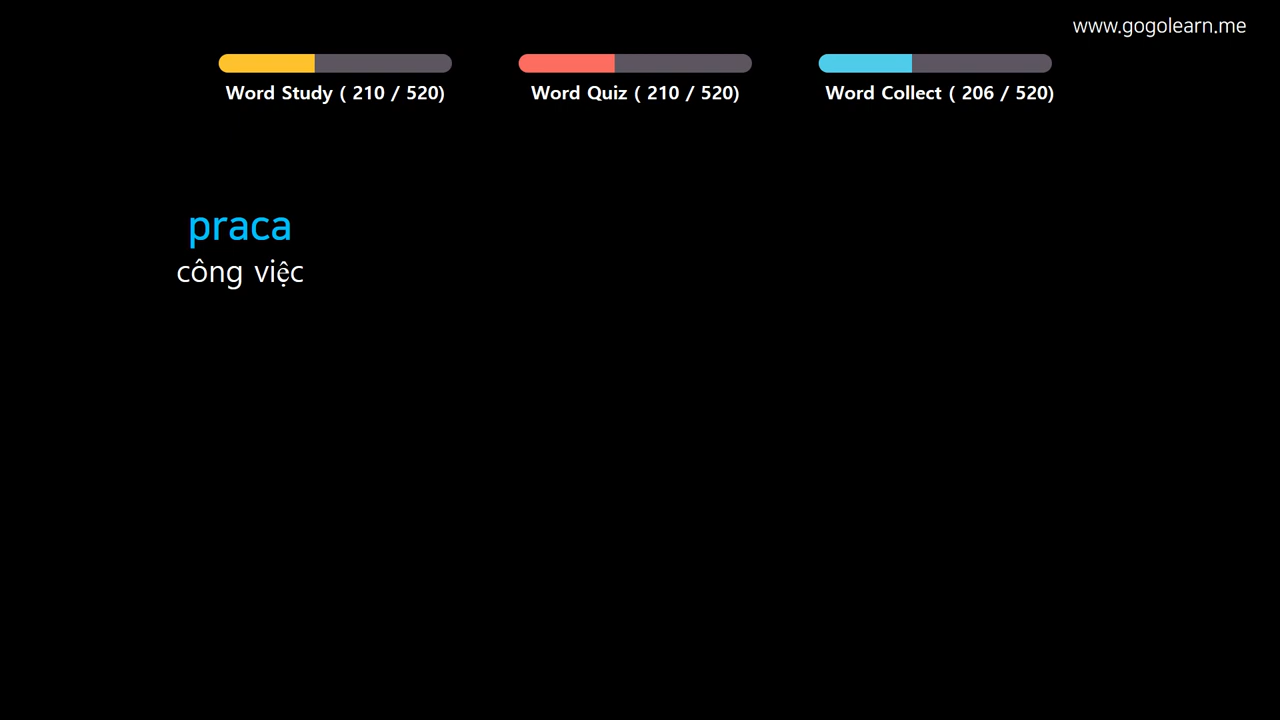 www.gogolearn.me
Word Study ( 210 / 520)
Word Quiz ( 210 / 520)
Word Collect ( 206 / 520)
praca
công việc